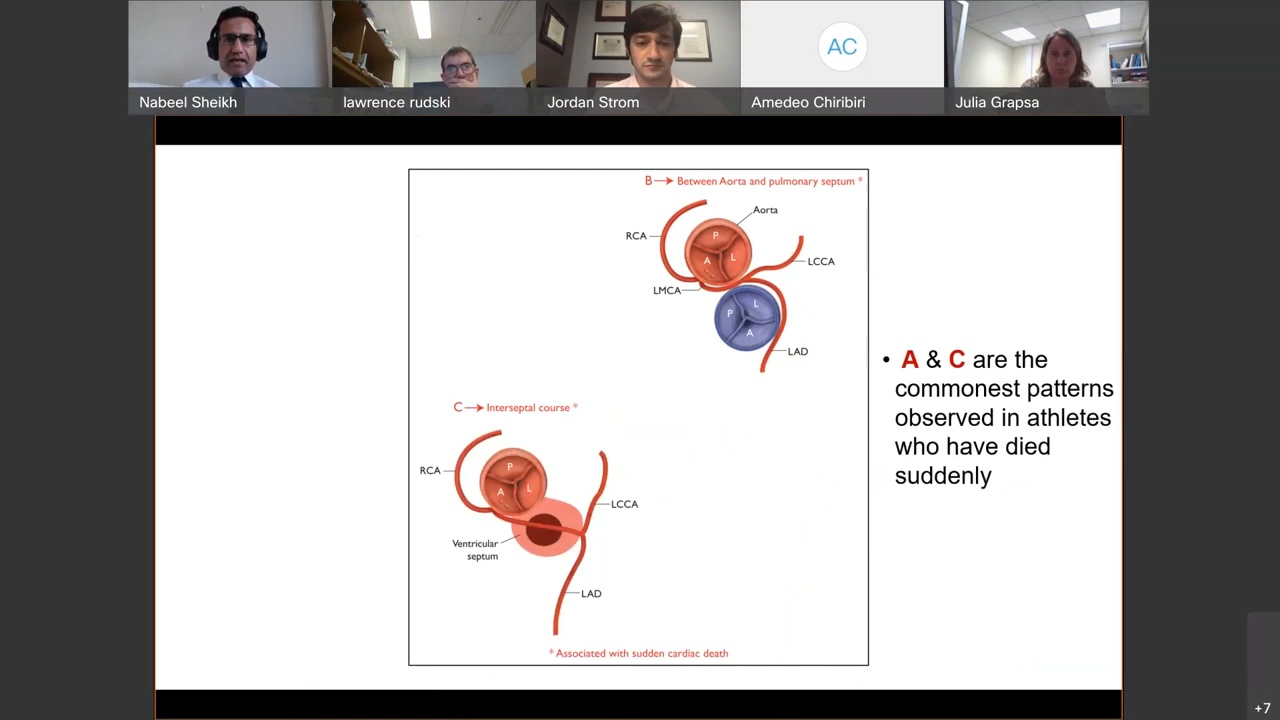 Nabeel Sheikh
lawrence rudski
Jordan Strom
AC
Amedeo Chiribiri
Julia Grapsa
B → Between Aorta and pulmonary septum *
Aorta
RCA
P
A
L
LCCA
LMCA
L
P
A
LAD
• A & C are the
commonest patterns
observed in athletes
who have died
suddenly
C → Interseptal course *
RCA
P
A
L
LCCA
Ventricular
septum
LAD
* Associated with sudden cardiac death
+7